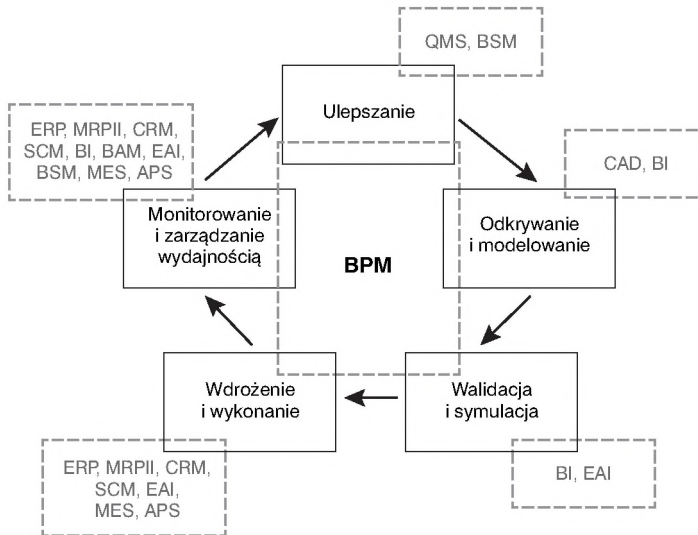 QMS, BSM
Ulepszanie
ERP, MRPII, CRM,
SCM, BI, BAM, EAI,
BSM, MES, APS
CAD, BI
Monitorowanie
i zarządzanie
wydajnością
Odkrywanie
i modelowanie
BPM
Wdrożenie
i wykonanie
Walidacja
i symulacja
ERP, MRPII, CRM,
SCM, EAI,
MES, APS
BI, EAI